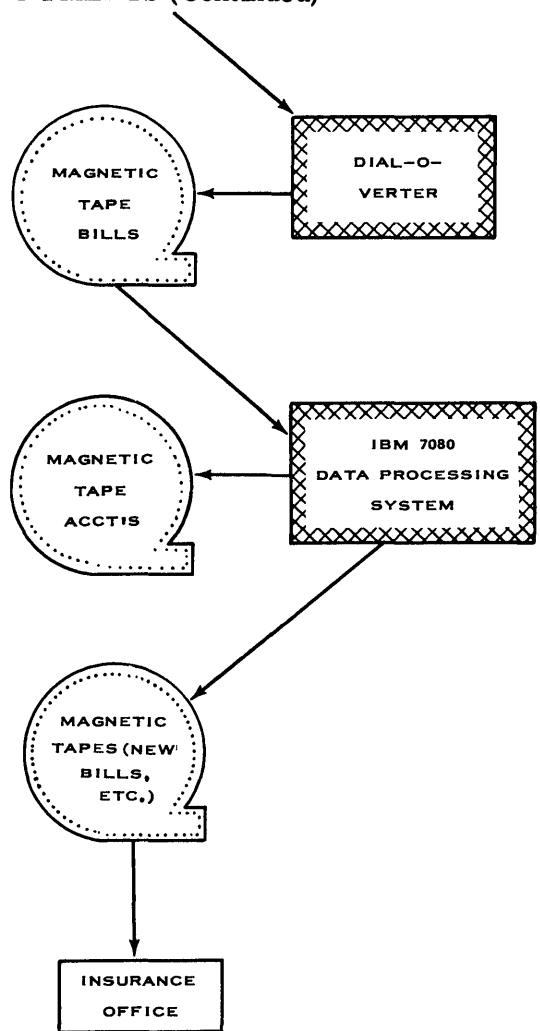 (Continued)
DIAL-O-
VERTER
MAGNETIC
TAPE
BILLS
IBM 7080
DATA PROCESSING
SYSTEM
MAGNETIC
TAPE
ACCT'S
MAGNETIC
TAPES (NEW
BILLS,
ETC.)
INSURANCE
OFFICE